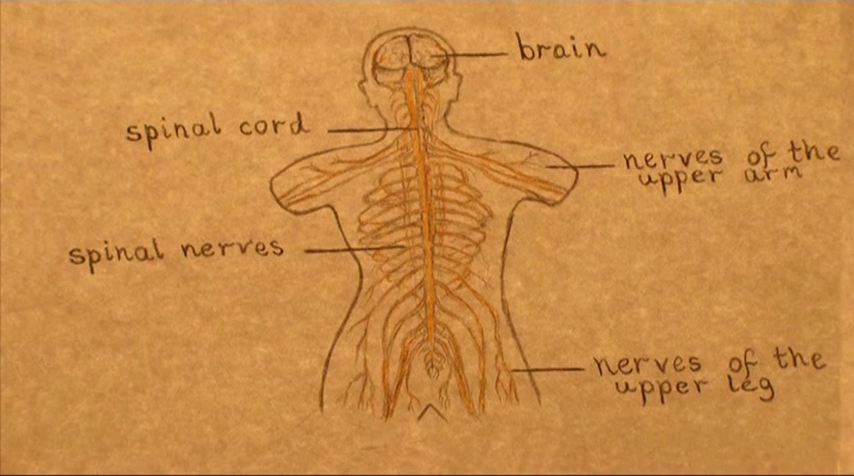 brain
spinal cord
nerves of the
upper arm
spinal nerves
nerves of the
upper leg